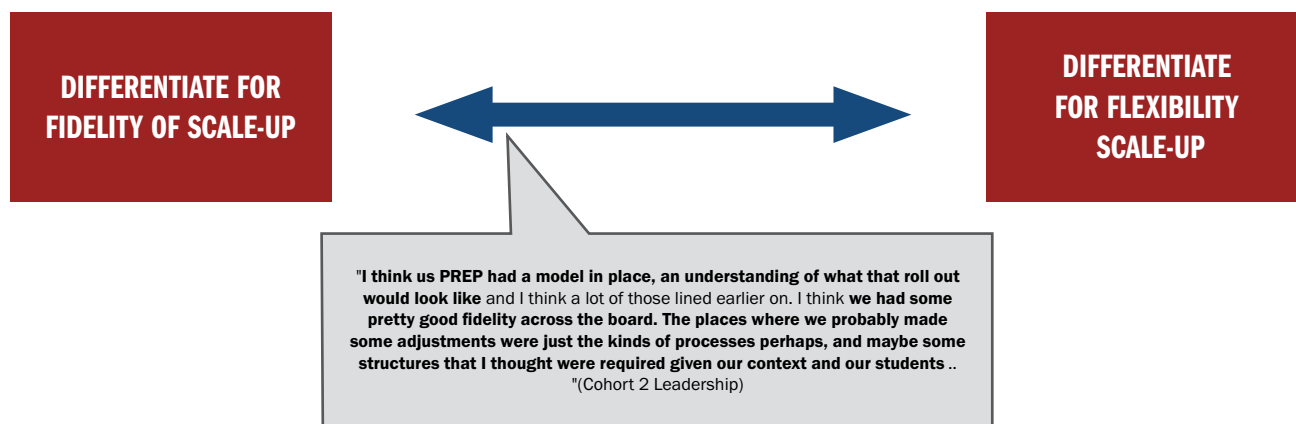 DIFFERENTIATE FOR
FIDELITY OF SCALE-UP
DIFFERENTIATE
FOR FLEXIBILITY
SCALE-UP
"I think us PREP had a model in place, an understanding of what that roll out
would look like and I think a lot of those lined earlier on. I think we had some
pretty good fidelity across the board. The places where we probably made
some adjustments were just the kinds of processes perhaps, and maybe some
structures that I thought were required given our context and our students ..
"(Cohort 2 Leadership)